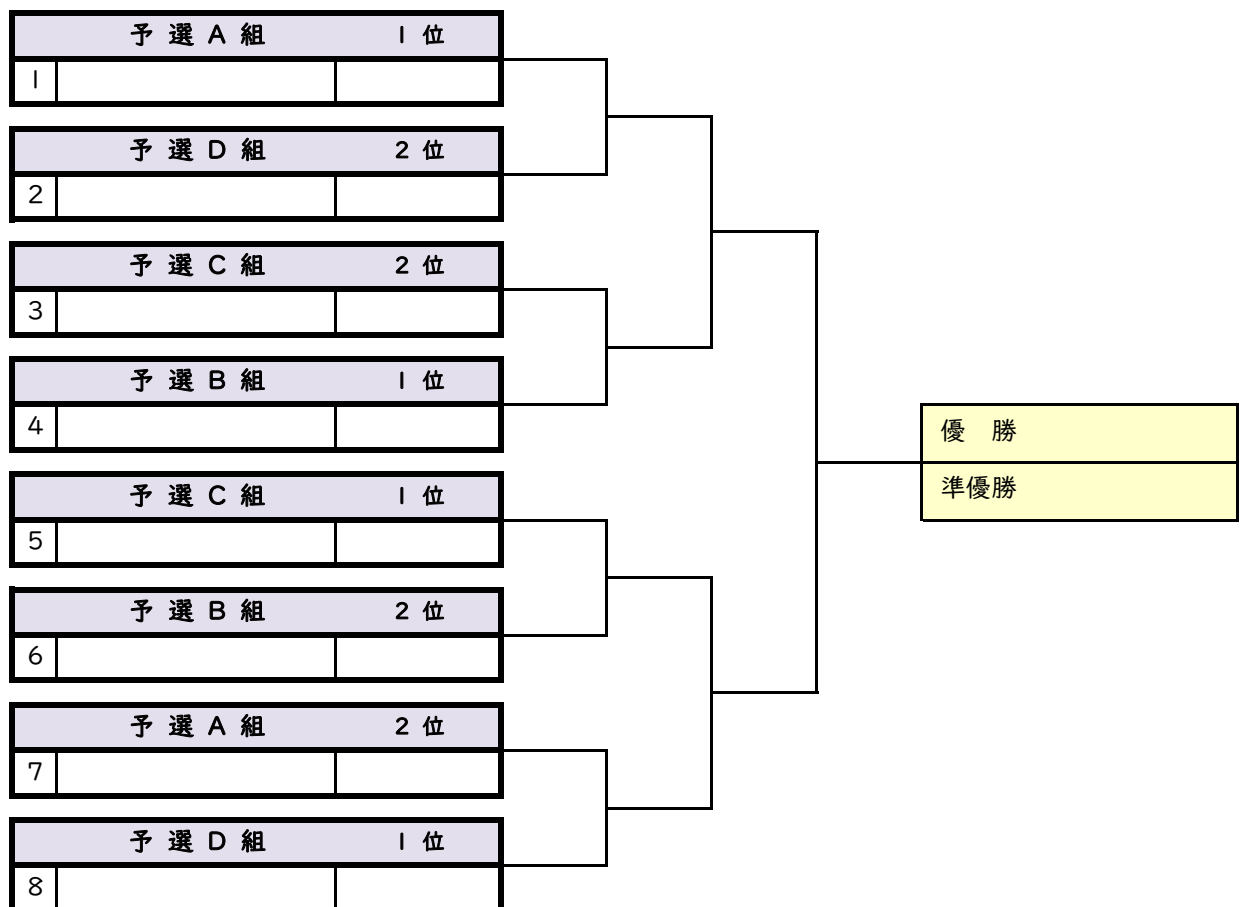 予選A組 1位
1
予選D組 2位
2
予選C組 2位
3
予選B組 1位
4
優 勝
準優勝
予選C組 1位
5
予選B組 2位
6
予選A組 2位
7
予選D組 1位
8